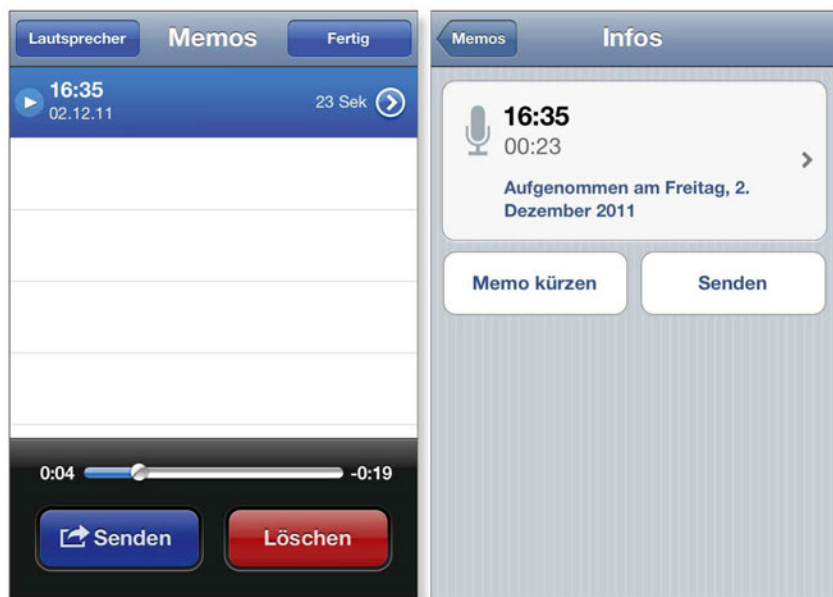 Lautsprecher Memos Fertig
16:35
02.12.11
23 Sek
0:04 -0:19
Senden Löschen
Memos Infos
16:35
00:23
Aufgenommen am Freitag, 2.
Dezember 2011
Memo kürzen Senden